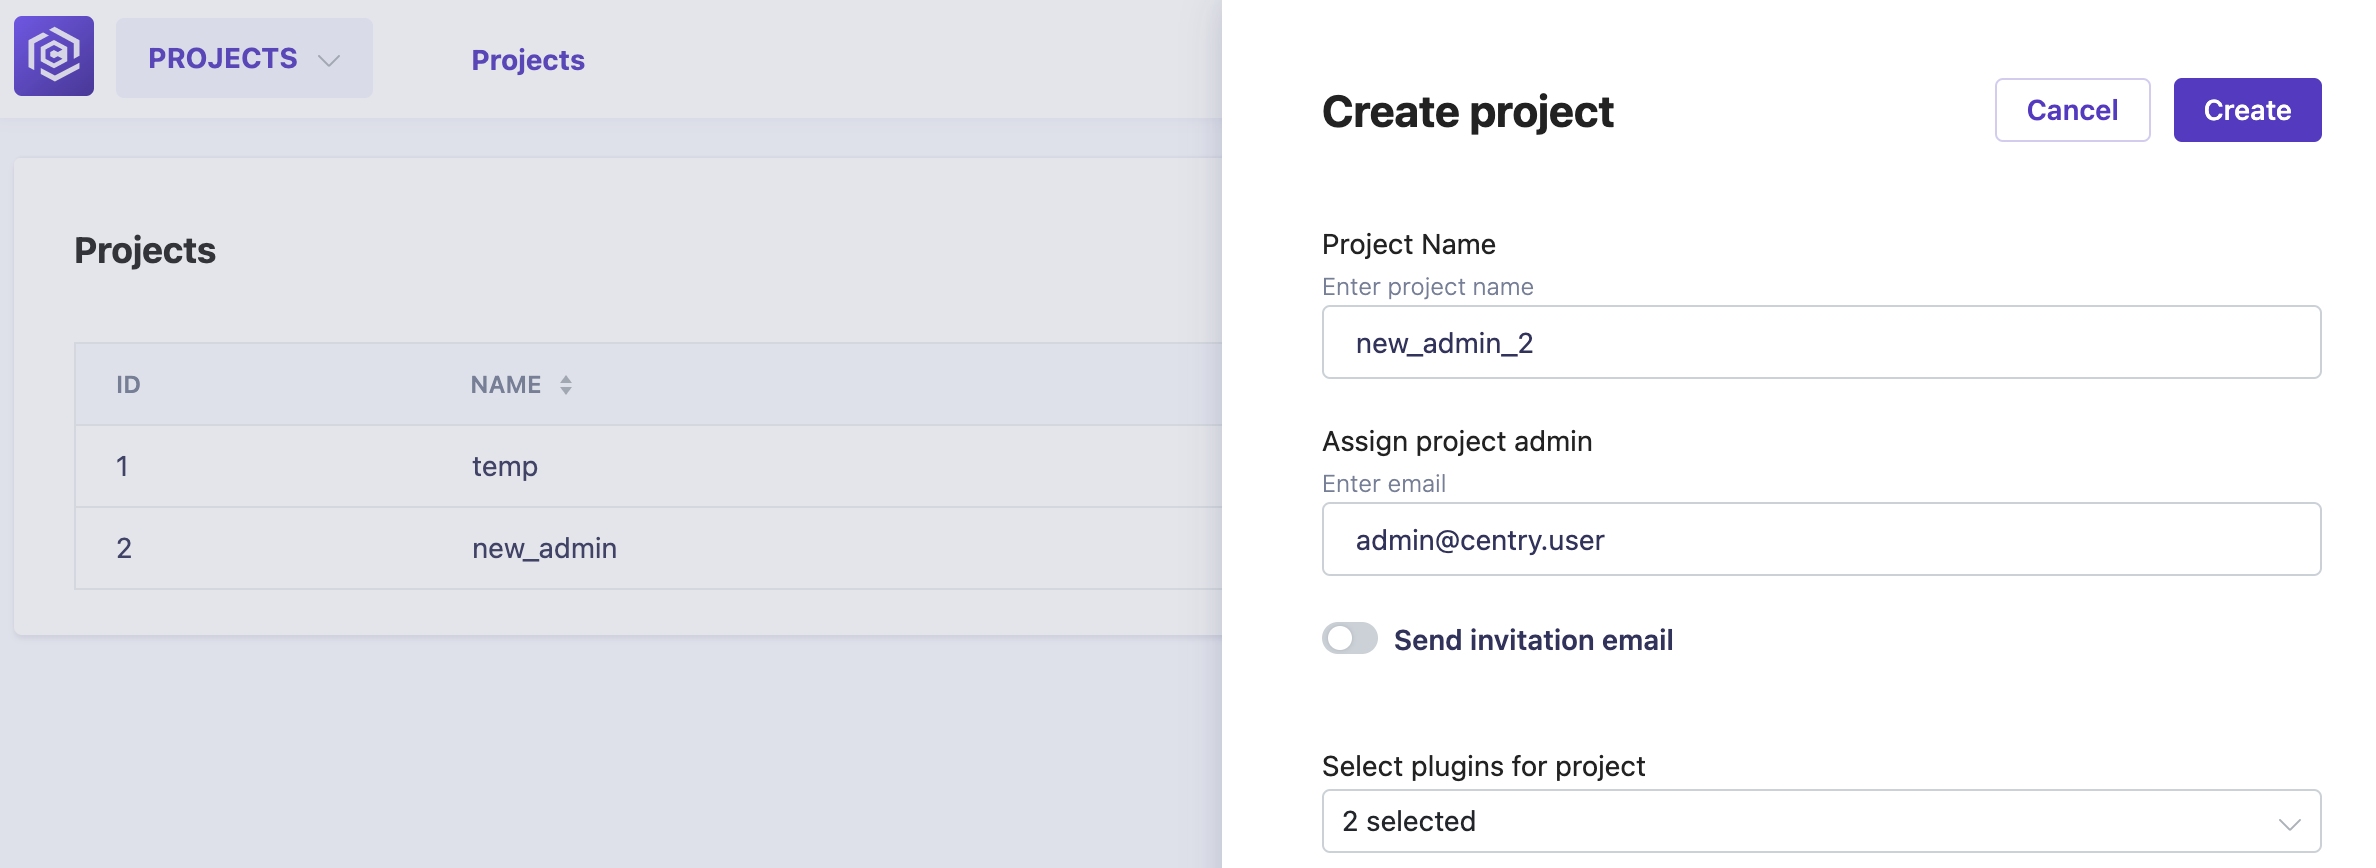 PROJECTS
Projects
Projects
ID NAME
1 temp
2 new_admin
Create project
Cancel Create
Project Name
Enter project name
new_admin_2
Assign project admin
Enter email
admin@centry.user
Send invitation email
Select plugins for project
2 selected